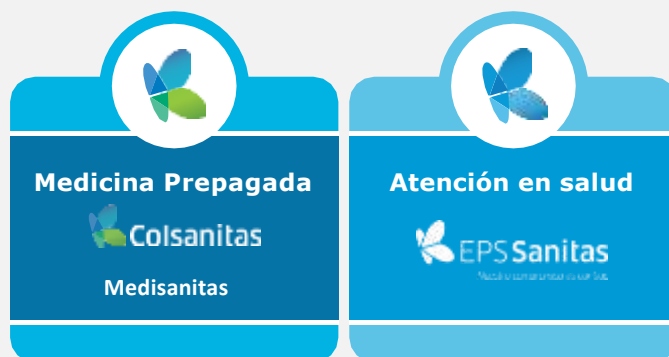 Medicina Prepagada
Colsanitas
Medisanitas
Atención en salud
EPS Sanitas